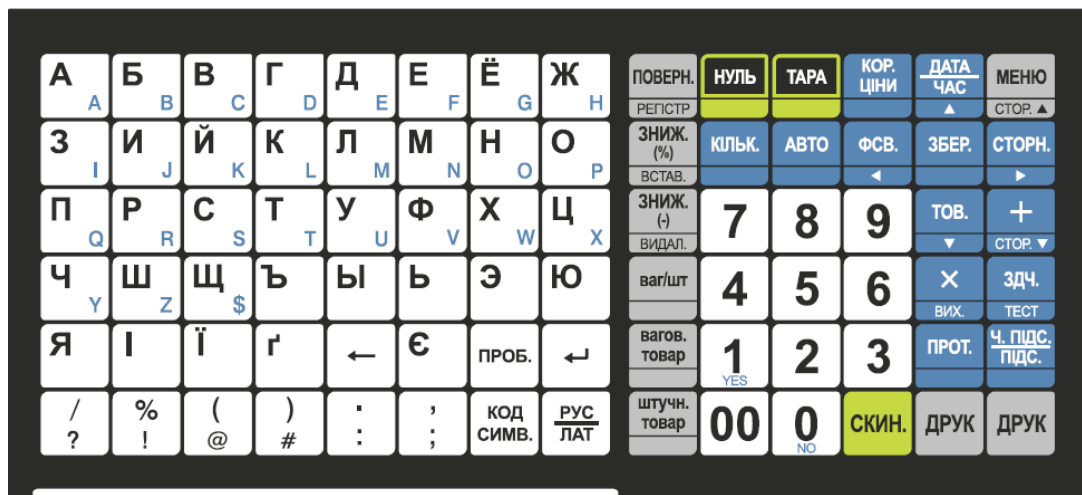 А A Б B В C Г D Д E Е F Ё G Ж H
З I И J Й K К L Л M М N Н O О P
П Q Р R С S Т T У U Ф V Х W Ц X
Ч Y Ш Z Щ $ Ъ Ы Ь Э Ю
Я І Ї ґ ← Є ПРОБ. ↵
/ ? % ! ( @ ) # . : , ; КОД СИМВ. РУС ЛАТ
ПОВЕРН. РЕГІСТР НУЛЬ ТАРА КОР. ЦІНИ ДАТА ЧАС ▲ МЕНЮ СТОР. ▲
ЗНИЖ. (%) ВСТАВ. КІЛЬК. АВТО ФСВ. ◄ ЗБЕР. СТОРН. ►
ЗНИЖ. (-) ВИДАЛ. 7 8 9 ТОВ. ▼ + СТОР. ▼
ваг/шт 4 5 6 × ВИХ. ЗДЧ. ТЕСТ
вагов. товар 1 YES 2 3 ПРОТ. Ч. ПІДС. ПІДС.
штучн. товар 00 0 NO СКИН. ДРУК ДРУК